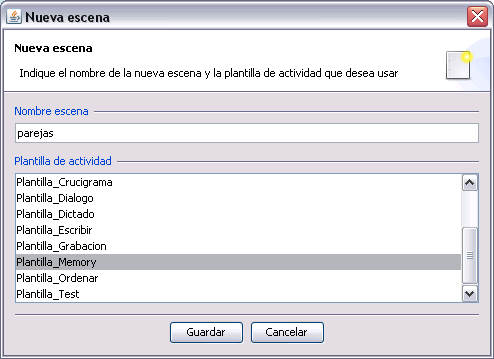 Nueva escena
Nueva escena
Indique el nombre de la nueva escena y la plantilla de actividad que desea usar
Nombre escena
parejas
Plantilla de actividad
Plantilla_Crucigrama
Plantilla_Dialogo
Plantilla_Dictado
Plantilla_Escribir
Plantilla_Grabacion
Plantilla_Memory
Plantilla_Ordenar
Plantilla_Test
Guardar Cancelar